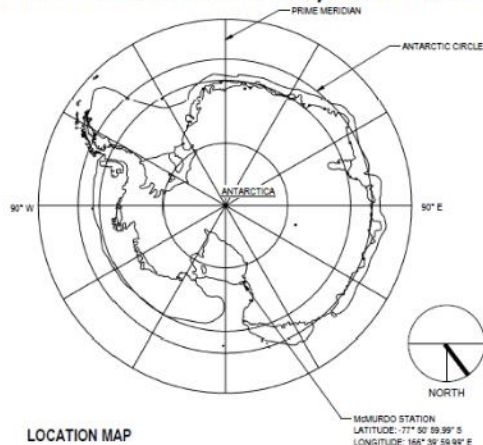 PRIME MERIDIAN
ANTARCTIC CIRCLE
ANTARCTICA
90° W
90° E
NORTH
McMURDO STATION
LATITUDE: -77° 50' 59.99" S
LONGITUDE: 166° 39' 59.99" E
LOCATION MAP